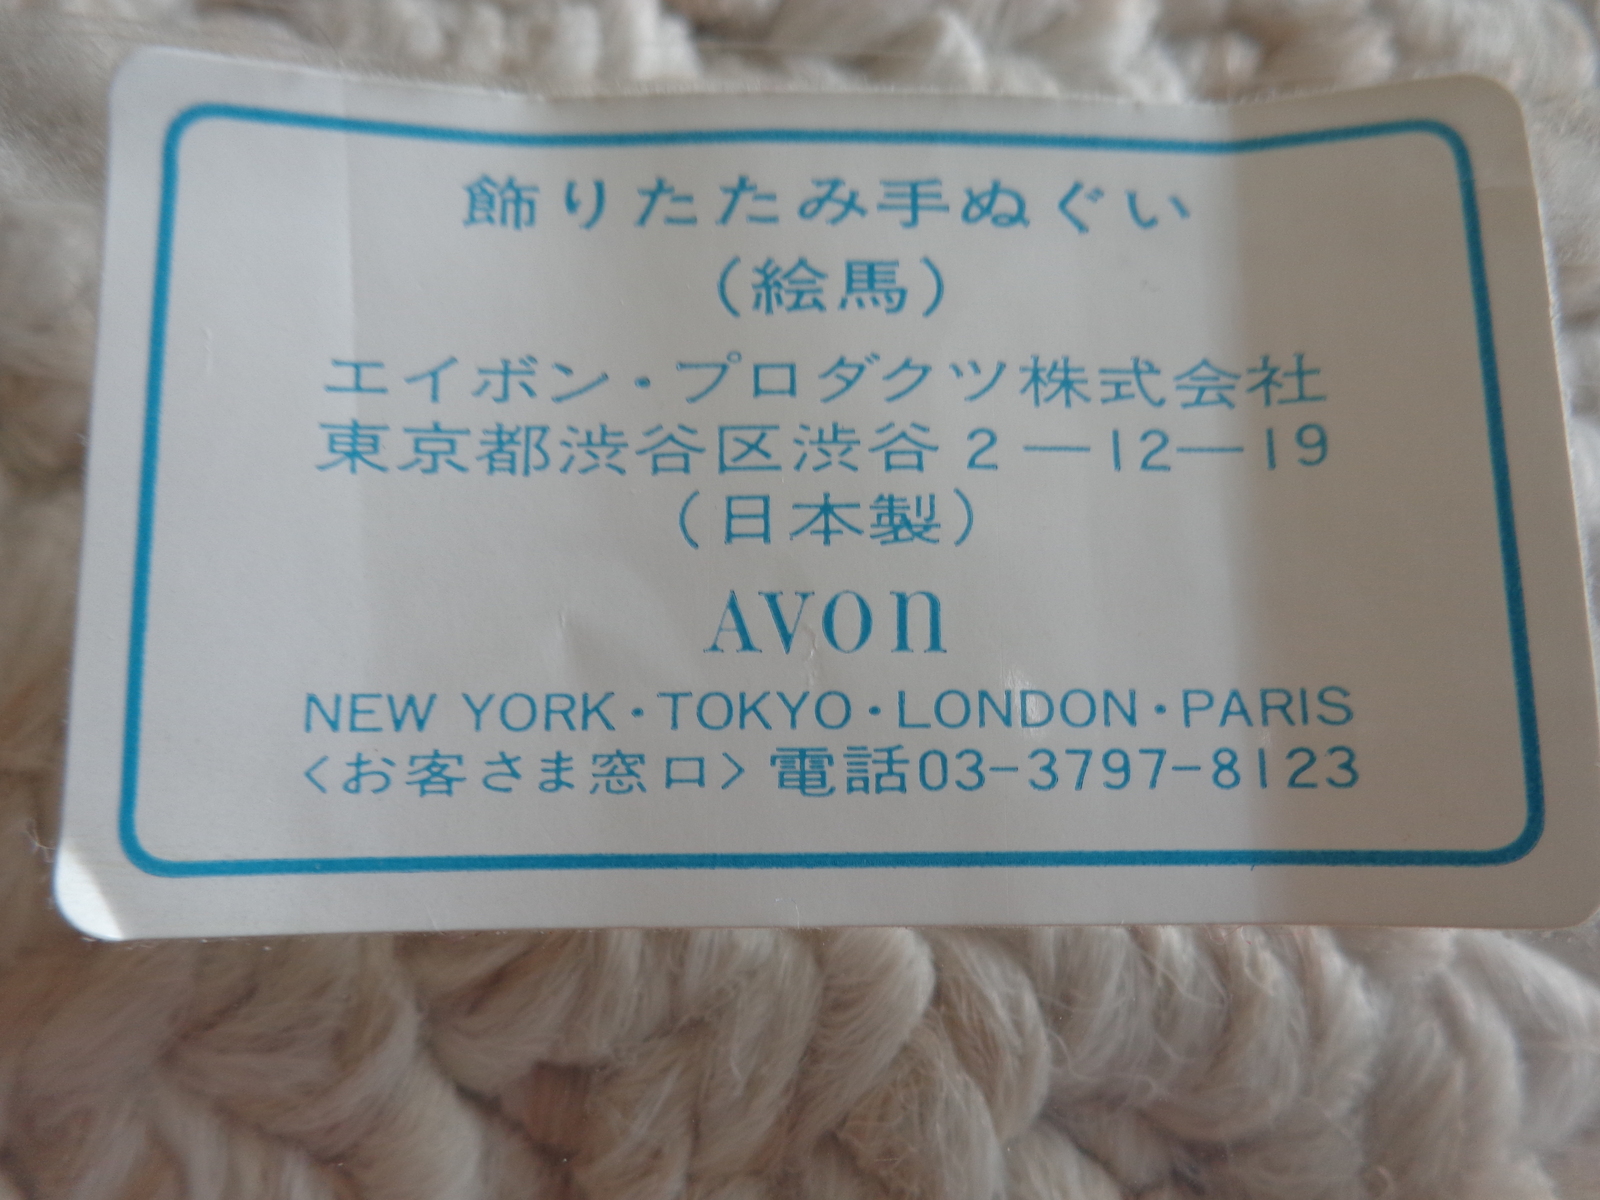 飾りたたみ手ぬぐい
（絵馬）
エイボン・プロダクツ株式会社
東京都渋谷区渋谷2―12―19
（日本製）
AVON
NEW YORK・TOKYO・LONDON・PARIS
〈お客さま窓口〉電話03-3797-8123